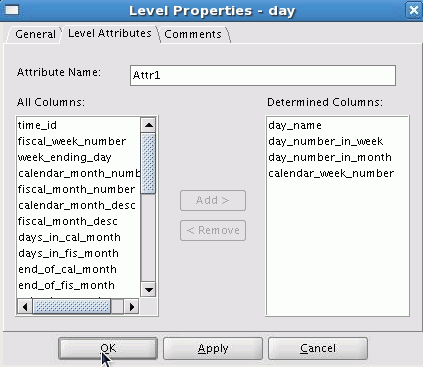 Level Properties - day
General Level Attributes Comments
Attribute Name: Attr1
All Columns: Determined Columns:
time_id
fiscal_week_number
week_ending_day
calendar_month_numb
fiscal_month_number
calendar_month_desc
fiscal_month_desc
days_in_cal_month
days_in_fis_month
end_of_cal_month
end_of_fis_month
Add >
< Remove
day_name
day_number_in_week
day_number_in_month
calendar_week_number
OK Apply Cancel